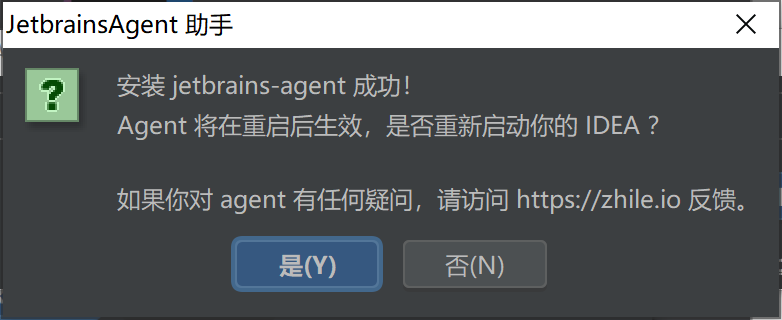 JetbrainsAgent 助手
安装 jetbrains-agent 成功！
Agent 将在重启后生效，是否重新启动你的 IDEA ？
如果你对 agent 有任何疑问，请访问 https://zhile.io 反馈。
是(Y)
否(N)